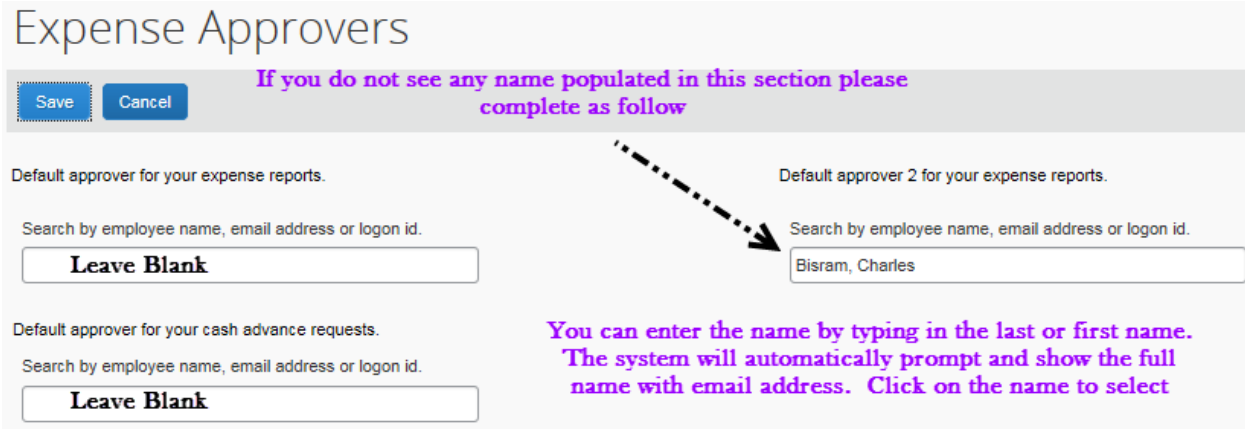 Expense Approvers
If you do not see any name populated in this section please
complete as follow
Save
Cancel
Default approver for your expense reports.
Search by employee name, email address or logon id.
Leave Blank
Default approver 2 for your expense reports.
Search by employee name, email address or logon id.
Bisram, Charles
Default approver for your cash advance requests.
Search by employee name, email address or logon id.
Leave Blank
You can enter the name by typing in the last or first name.
The system will automatically prompt and show the full
name with email address.  Click on the name to select